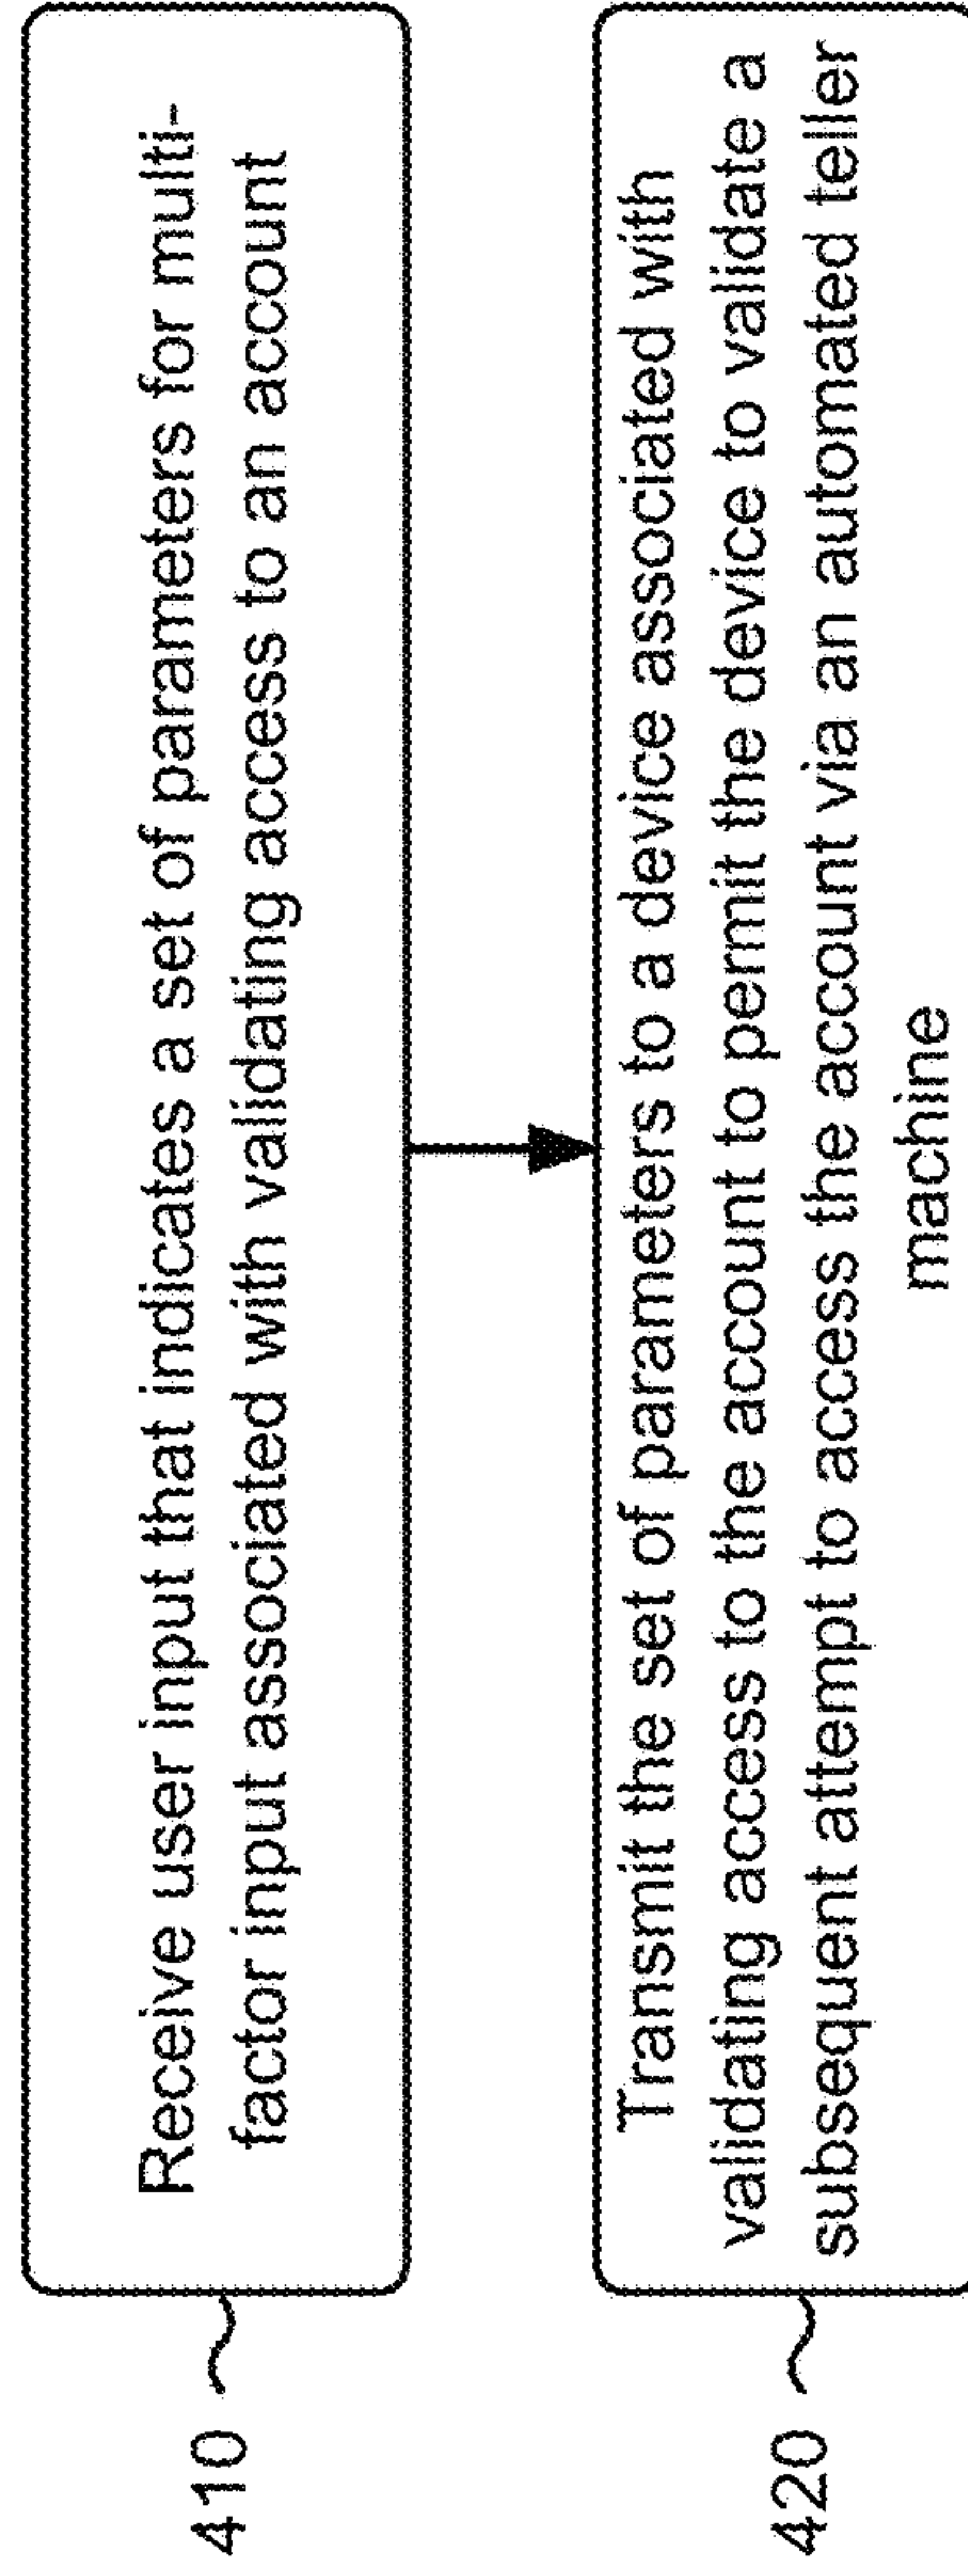 410
Receive user input that indicates a set of parameters for multi-
factor input associated with validating access to an account
420
Transmit the set of parameters to a device associated with
validating access to the account to permit the device to validate a
subsequent attempt to access the account via an automated teller
machine